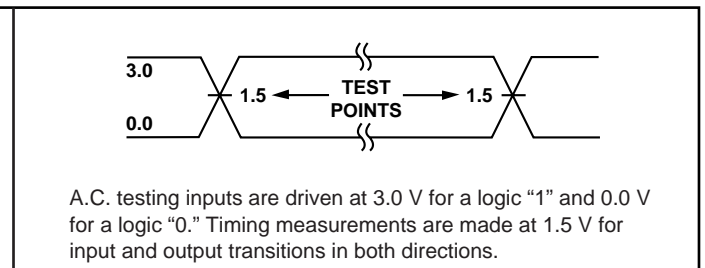 3.0
1.5 TEST POINTS 1.5
0.0
A.C. testing inputs are driven at 3.0 V for a logic “1” and 0.0 V
for a logic “0.” Timing measurements are made at 1.5 V for
input and output transitions in both directions.